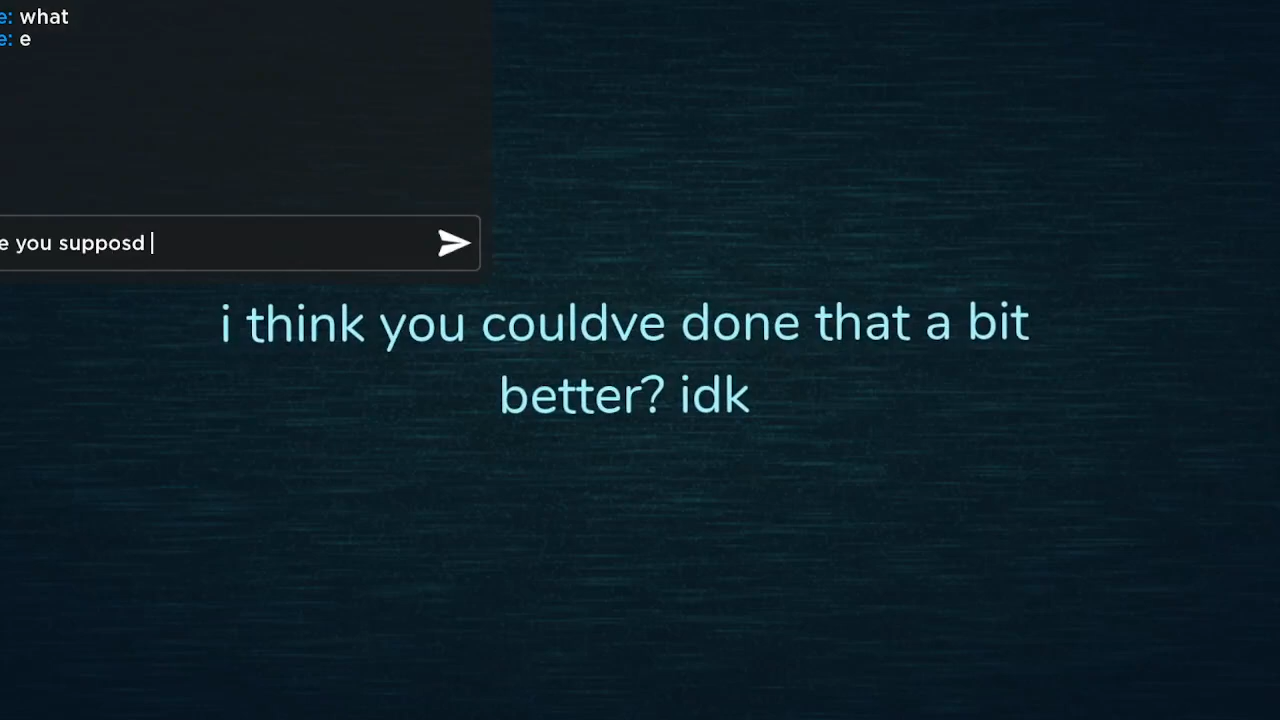 e: what
e: e
e you supposd
i think you couldve done that a bit
better? idk